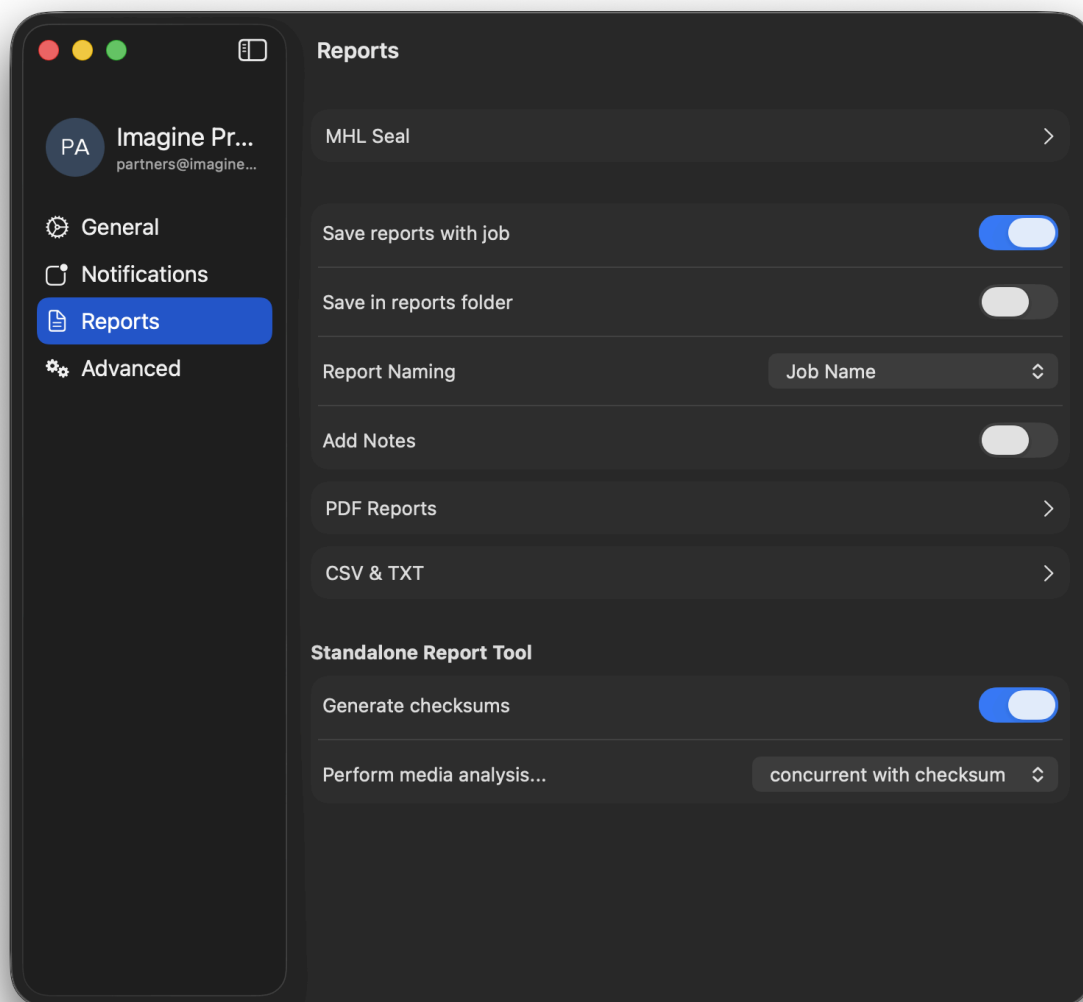 Reports
PA
Imagine Pr...
partners@imagine...
General
Notifications
Reports
Advanced
MHL Seal
Save reports with job
Save in reports folder
Report Naming
Job Name
Add Notes
PDF Reports
CSV & TXT
Standalone Report Tool
Generate checksums
Perform media analysis...
concurrent with checksum